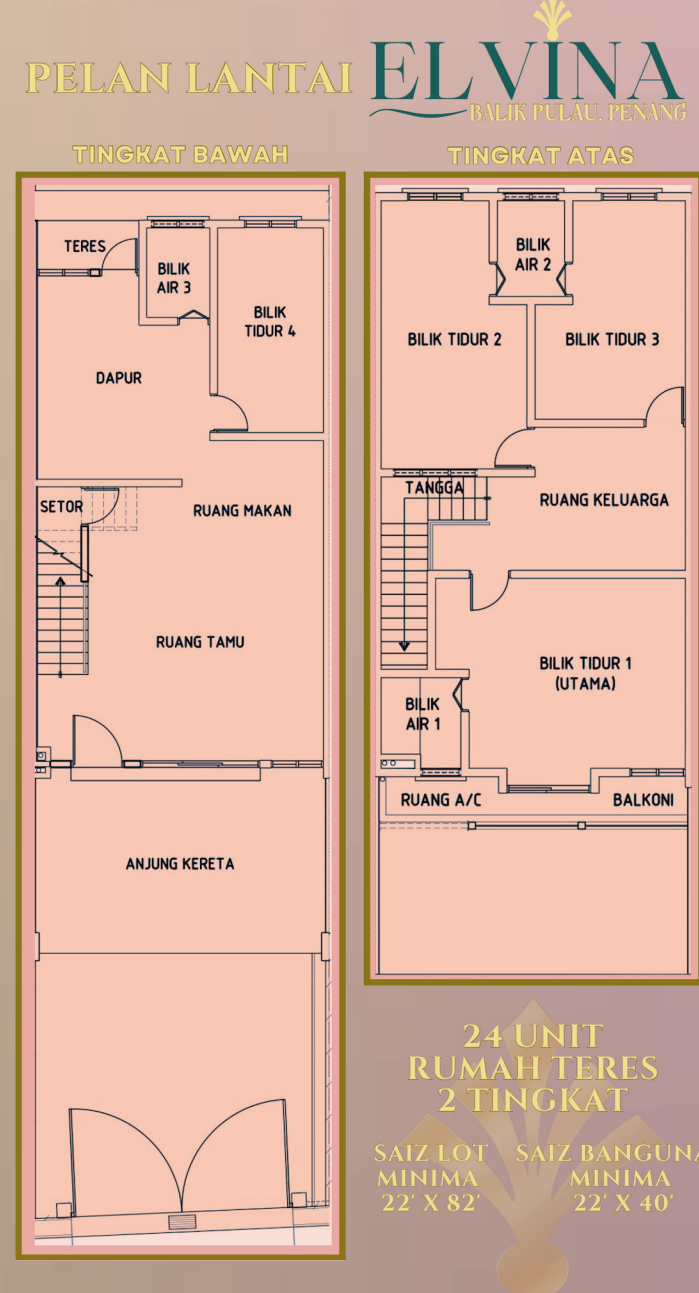 PELAN LANTAI
ELVINA
BALIK PULAU, PENANG
TINGKAT BAWAH
TERES
BILIK
AIR 3
BILIK
TIDUR 4
DAPUR
SETOR
RUANG MAKAN
RUANG TAMU
ANJUNG KERETA
TINGKAT ATAS
BILIK
AIR 2
BILIK TIDUR 2
BILIK TIDUR 3
TANGGA
RUANG KELUARGA
BILIK TIDUR 1
(UTAMA)
BILIK
AIR 1
RUANG A/C
BALKONI
24 UNIT
RUMAH TERES
2 TINGKAT
SAIZ LOT
MINIMA
22' X 82'
SAIZ BANGUNA
MINIMA
22' X 40'